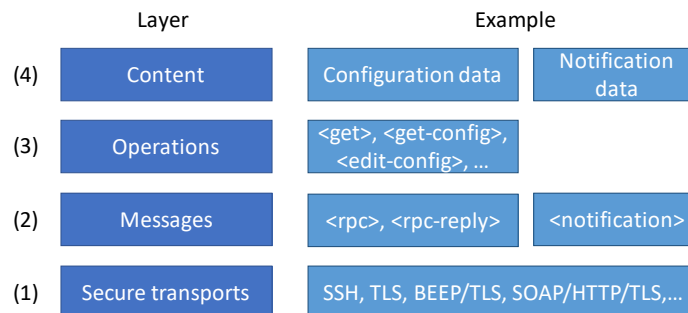 Layer Example
(4) Content Configuration data Notification
data
(3) Operations <get>, <get-config>,
<edit-config>, ...
(2) Messages <rpc>, <rpc-reply> <notification>
(1) Secure transports SSH, TLS, BEEP/TLS, SOAP/HTTP/TLS,...